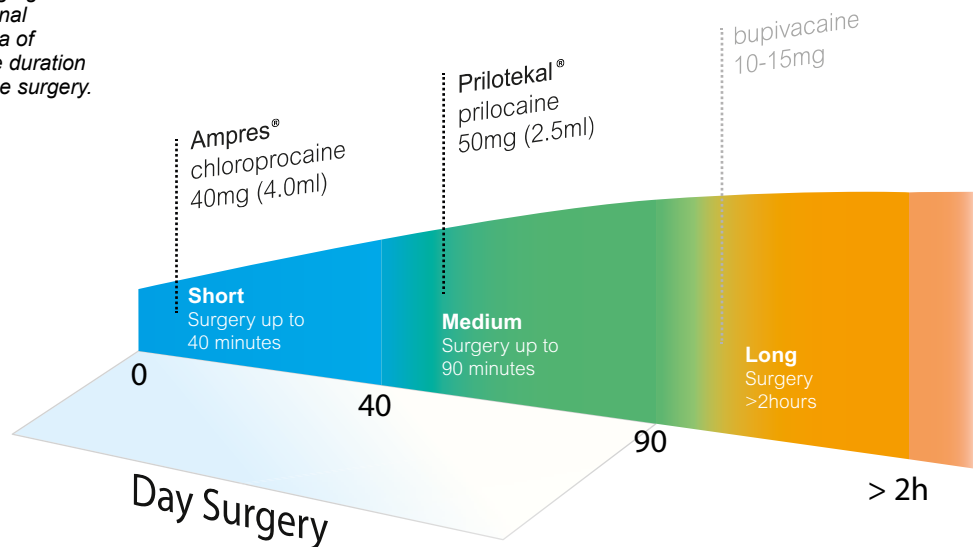 nal
a of
e duration
e surgery.
Ampres®
chloroprocaine
40mg (4.0ml)
Prilotekal®
prilocaine
50mg (2.5ml)
bupivacaine
10-15mg
Short
Surgery up to
40 minutes
Medium
Surgery up to
90 minutes
Long
Surgery
>2hours
0
40
90
> 2h
Day Surgery